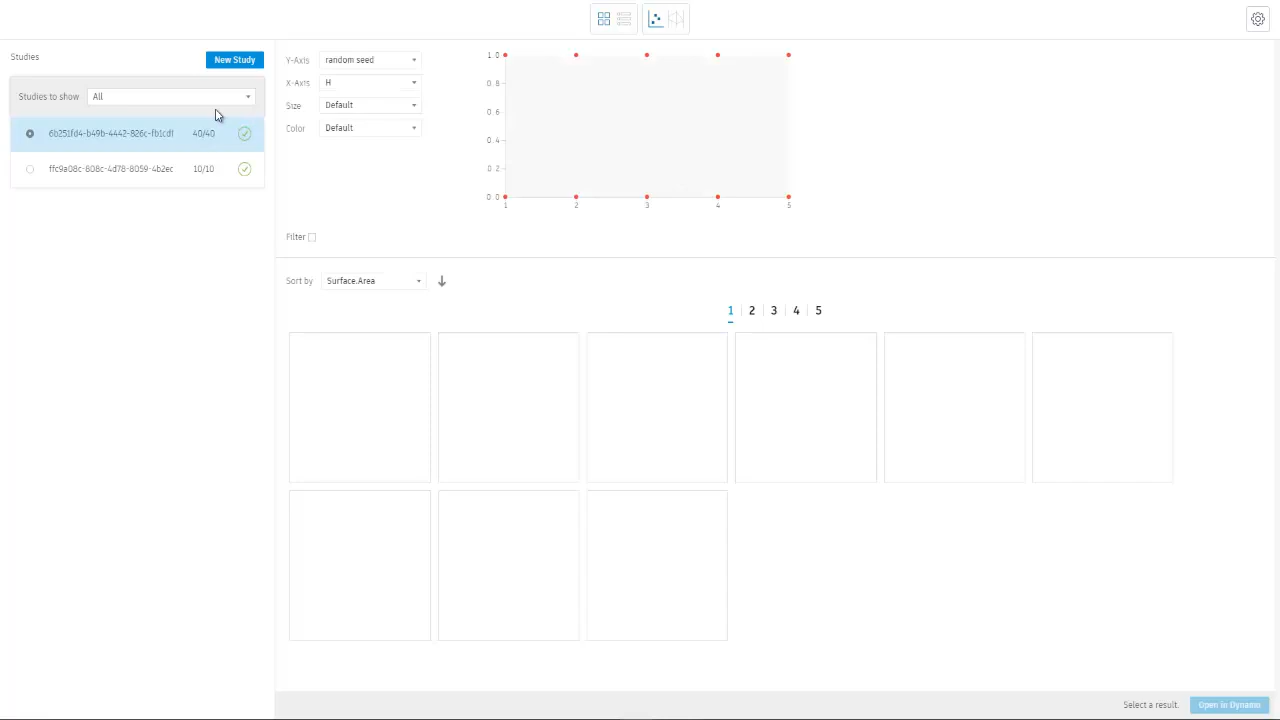 Studies
New Study
Studies to show
All
6b251fd4-b49b-4442-826c-fb1cdf
40/40
ffc9a08c-808c-4d78-8059-4b2ec
10/10
Y-Axis
random seed
X-Axis
H
Size
Default
Color
Default
1.0
0.8
0.6
0.4
0.2
0.0
1
2
3
4
5
Filter
Sort by
Surface.Area
1 | 2 | 3 | 4 | 5
Select a result.
Open in Dynamo